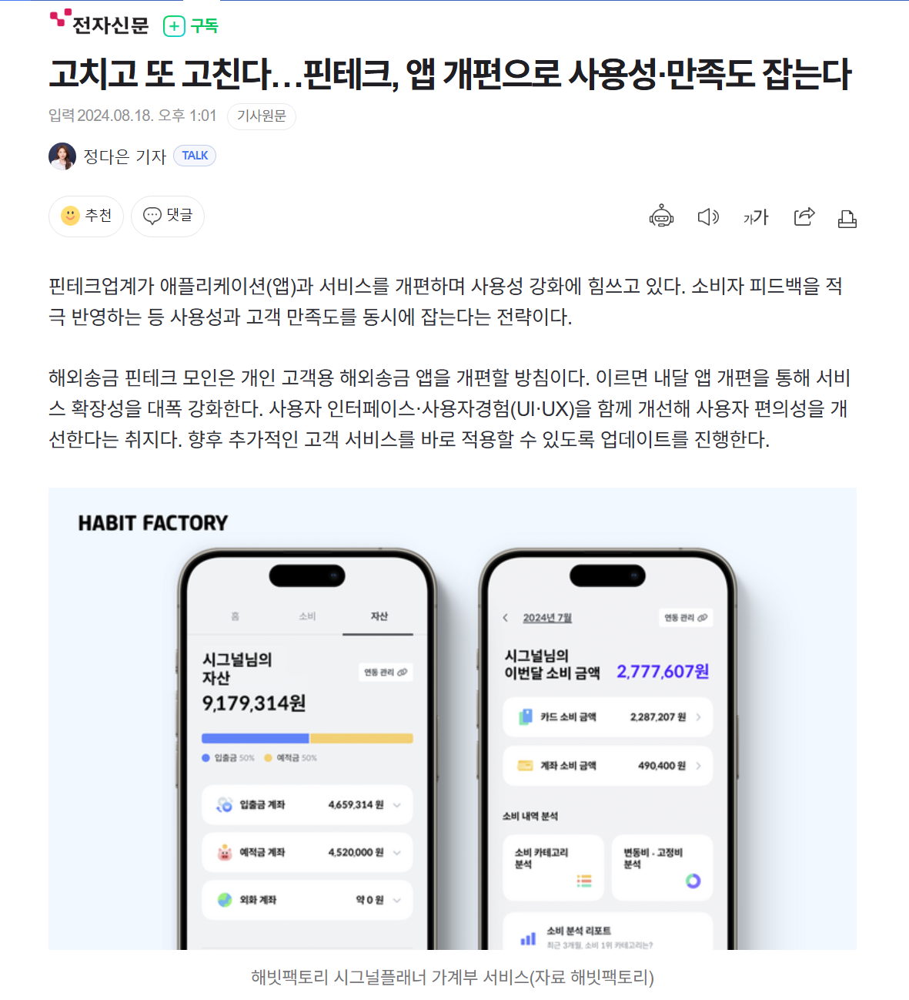 전자신문 구독
고치고 또 고친다...핀테크, 앱 개편으로 사용성·만족도 잡는다
입력 2024.08.18. 오후 1:01 기사원문
정다은 기자 TALK
추천 댓글
가가
핀테크업계가 애플리케이션(앱)과 서비스를 개편하며 사용성 강화에 힘쓰고 있다. 소비자 피드백을 적
극 반영하는 등 사용성과 고객 만족도를 동시에 잡는다는 전략이다.
해외송금 핀테크 모인은 개인 고객용 해외송금 앱을 개편할 방침이다. 이르면 내달 앱 개편을 통해 서비
스 확장성을 대폭 강화한다. 사용자 인터페이스·사용자경험(UI·UX)을 함께 개선해 사용자 편의성을 개
선한다는 취지다. 향후 추가적인 고객 서비스를 바로 적용할 수 있도록 업데이트를 진행한다.
HABIT FACTORY
홈 소비 자산
시그널님의
자산
연동 관리
9,179,314원
입출금 50% 예적금 50%
입출금 계좌 4,659,314 원
예적금 계좌 4,520,000 원
외화 계좌 약 0 원
2024년 7월 연동 관리
시그널님의
이번달 소비 금액 2,777,607원
카드 소비 금액 2,287,207 원
계좌 소비 금액 490,400 원
소비 내역 분석
소비 카테고리
분석
변동비 - 고정비
분석
소비 분석 리포트
최근 3개월, 소비 1위 카테고리는?
해빗팩토리 시그널플래너 가계부 서비스(자료 해빗팩토리)